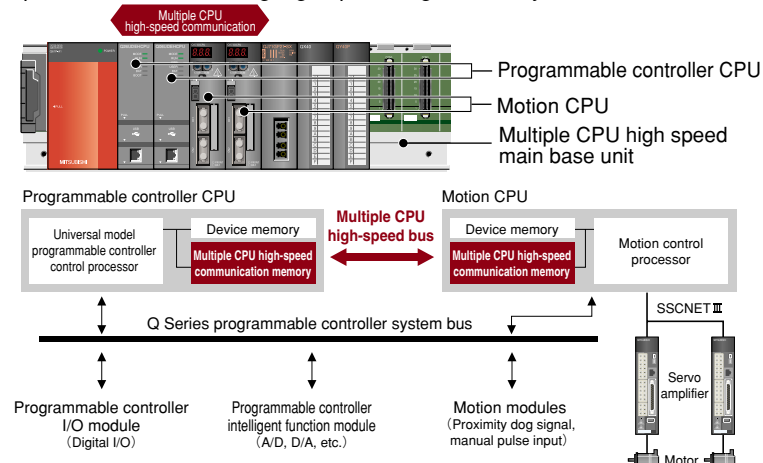 Multiple CPU
high-speed communication
Programmable controller CPU
Motion CPU
Multiple CPU high speed
main base unit
MITSUBISHI
Programmable controller CPU
Motion CPU
Universal model
programmable controller
control processor
Device memory
Multiple CPU high-speed
communication memory
Multiple CPU
high-speed bus
Device memory
Multiple CPU high-speed
communication memory
Motion control
processor
SSCNET III
Q Series programmable controller system bus
Servo
amplifier
Programmable controller
I/O module
(Digital I/O)
Programmable controller
intelligent function module
(A/D, D/A, etc.)
Motion modules
(Proximity dog signal,
manual pulse input)
Motor